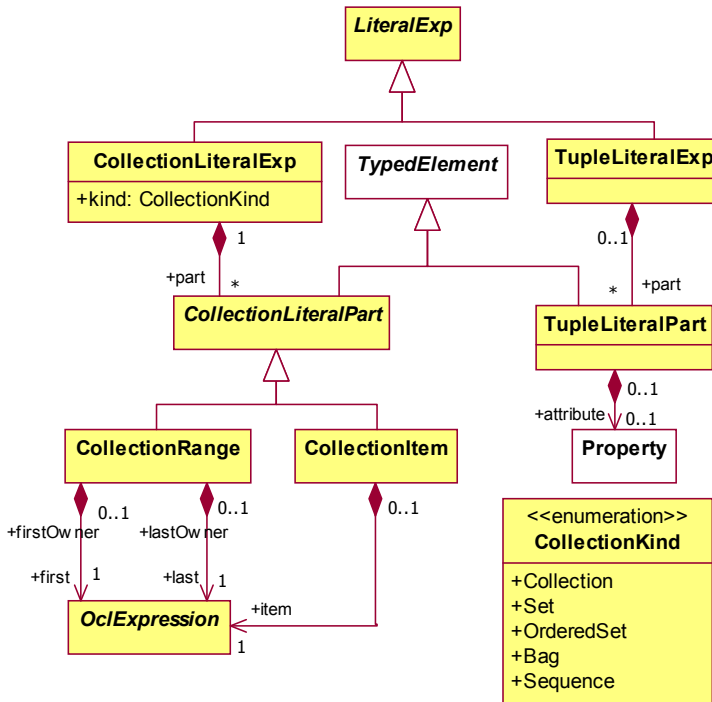 LiteralExp
CollectionLiteralExp
+kind: CollectionKind
TypedElement
TupleLiteralExp
1
0..1
+part
*
*
+part
CollectionLiteralPart
TupleLiteralPart
0..1
+attribute
0..1
CollectionRange
CollectionItem
Property
0..1
0..1
0..1
+firstOwner
+lastOwner
+first
1
+last
1
OclExpression
+item
1
<<enumeration>>
CollectionKind
+Collection
+Set
+OrderedSet
+Bag
+Sequence